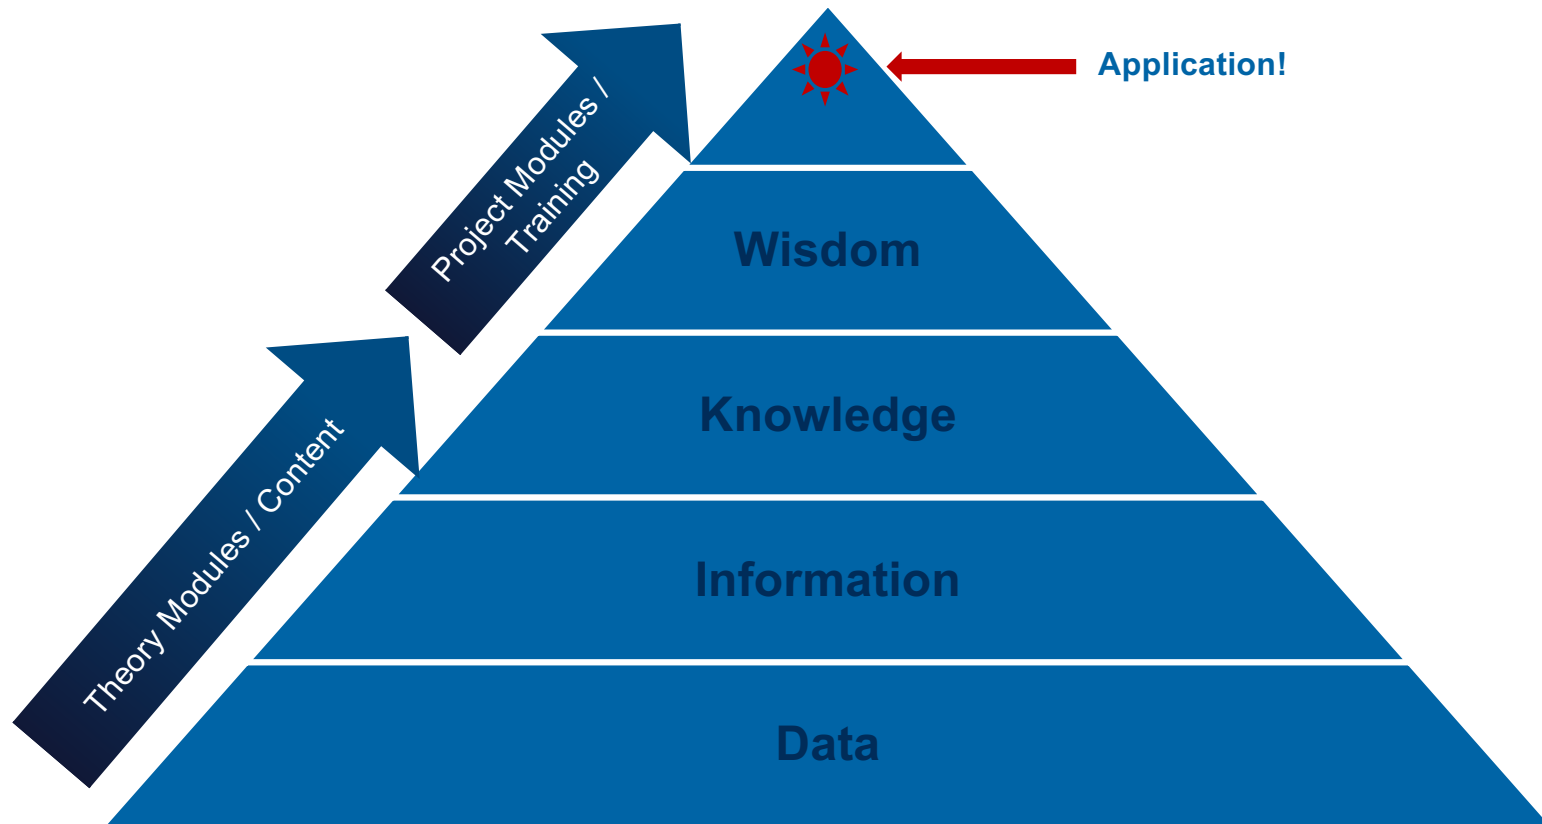 Application!
Project Modules /
Training
Wisdom
Knowledge
Theory Modules / Content
Information
Data